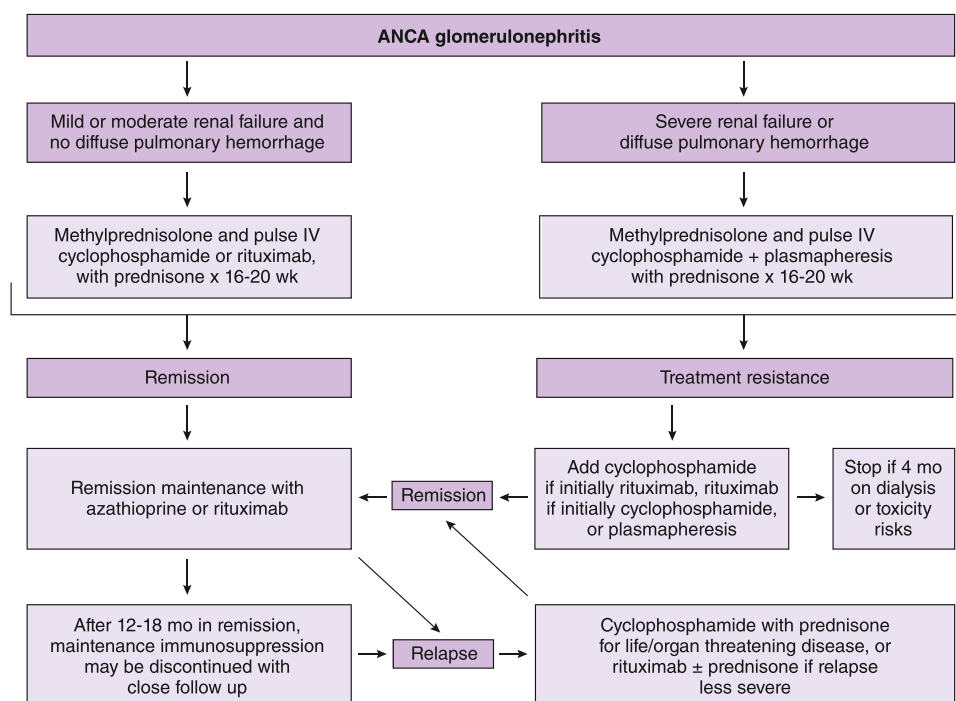 ANCA glomerulonephritis
Mild or moderate renal failure and
no diffuse pulmonary hemorrhage
Severe renal failure or
diffuse pulmonary hemorrhage
Methylprednisolone and pulse IV
cyclophosphamide or rituximab,
with prednisone x 16-20 wk
Methylprednisolone and pulse IV
cyclophosphamide + plasmapheresis
with prednisone x 16-20 wk
Remission
Treatment resistance
Remission maintenance with
azathioprine or rituximab
Remission
Add cyclophosphamide
if initially rituximab, rituximab
if initially cyclophosphamide,
or plasmapheresis
Stop if 4 mo
on dialysis
or toxicity
risks
After 12-18 mo in remission,
maintenance immunosuppression
may be discontinued with
close follow up
Relapse
Cyclophosphamide with prednisone
for life/organ threatening disease, or
rituximab ± prednisone if relapse
less severe